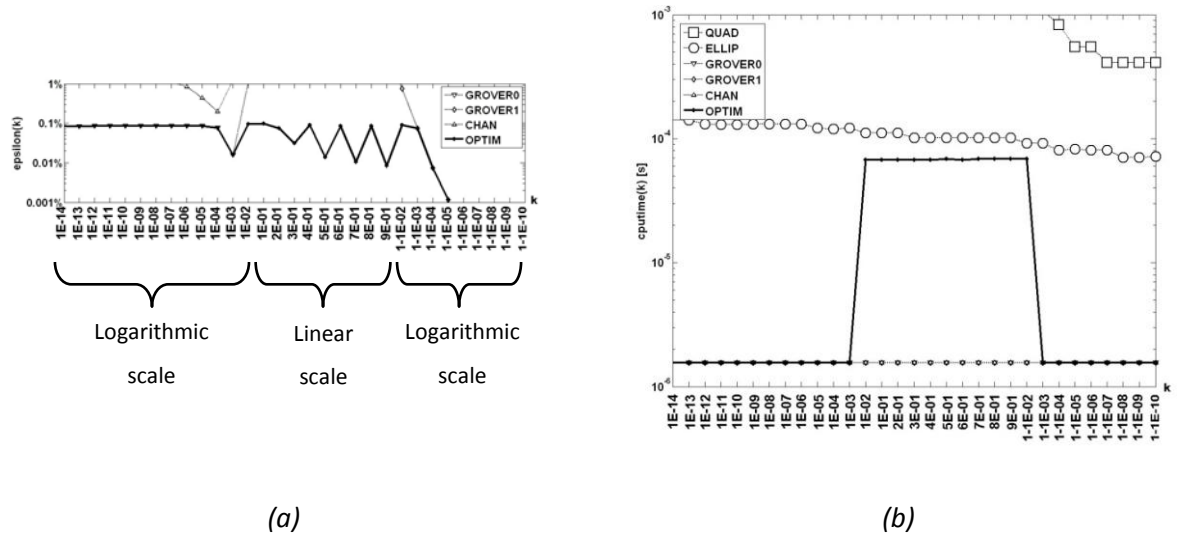 1%
0.1%
0.01%
0.001%
epsilon(k)
GROVER0
GROVER1
CHAN
OPTIM
k
1E-14
1E-13
1E-12
1E-11
1E-10
1E-09
1E-08
1E-07
1E-06
1E-05
1E-04
1E-03
1E-02
1E-01
2E-01
3E-01
4E-01
5E-01
6E-01
7E-01
8E-01
9E-01
1-1E-02
1-1E-03
1-1E-04
1-1E-05
1-1E-06
1-1E-07
1-1E-08
1-1E-09
1-1E-10
Logarithmic
scale
Linear
scale
Logarithmic
scale
(a)
10^-3
10^-4
10^-5
10^-6
cputime(k) [s]
QUAD
ELLIP
GROVER0
GROVER1
CHAN
OPTIM
k
1E-14
1E-13
1E-12
1E-11
1E-10
1E-09
1E-08
1E-07
1E-06
1E-05
1E-04
1E-03
1E-02
1E-01
2E-01
3E-01
4E-01
5E-01
6E-01
7E-01
8E-01
9E-01
1-1E-02
1-1E-03
1-1E-04
1-1E-05
1-1E-06
1-1E-07
1-1E-08
1-1E-09
1-1E-10
(b)